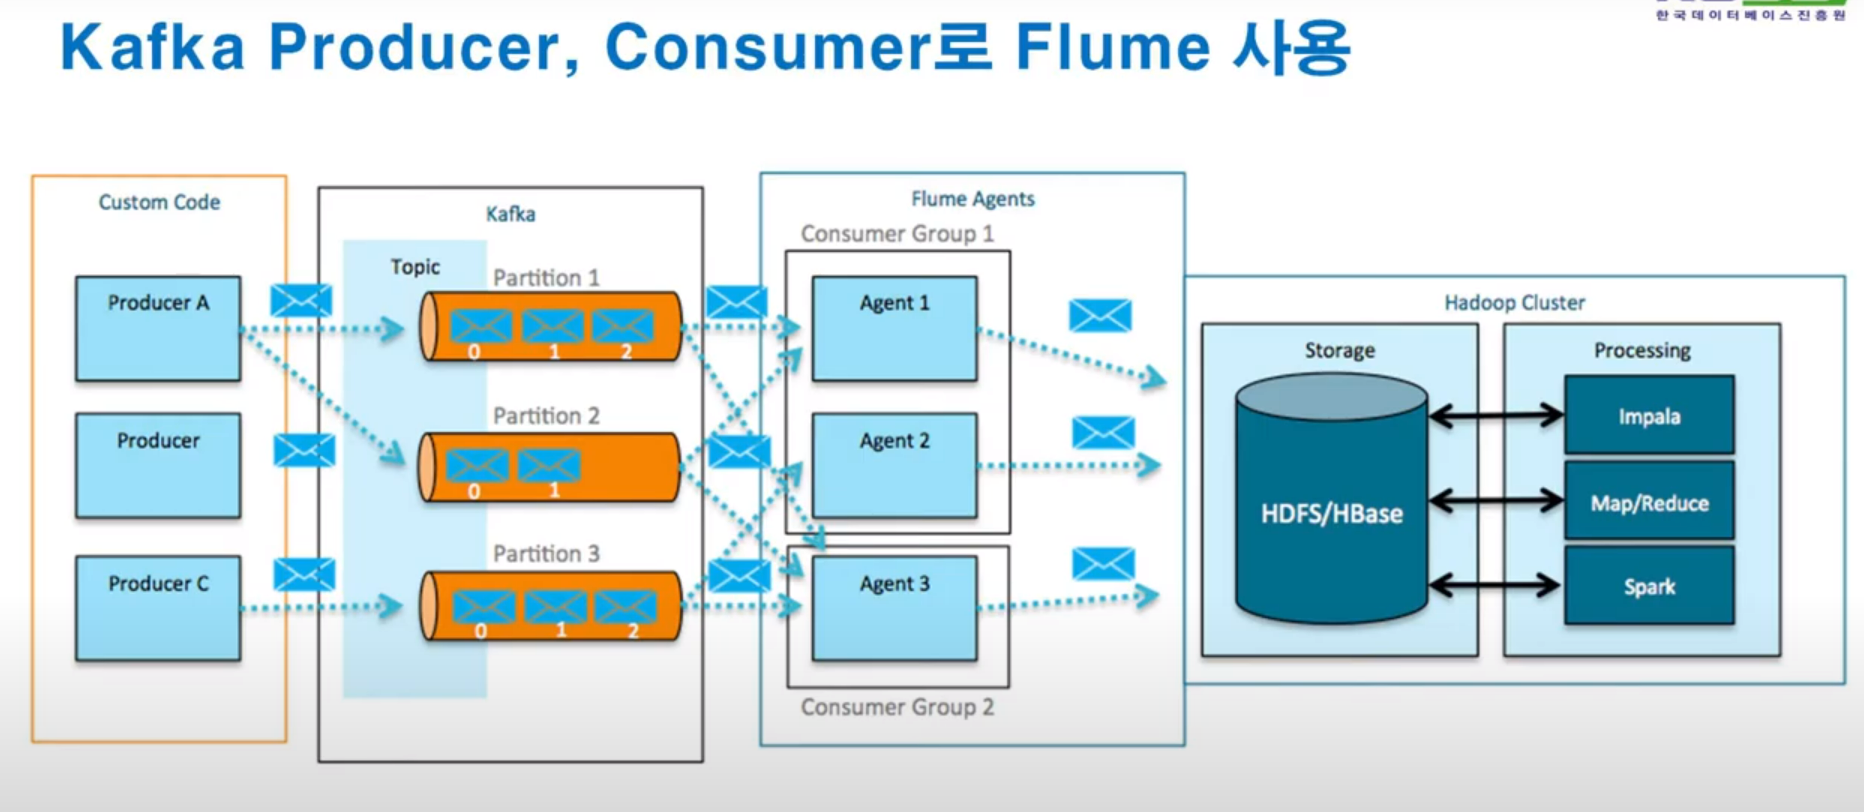 한국데이터베이스진흥원
Kafka Producer, Consumer로 Flume 사용
Custom Code
Producer A
Producer
Producer C
Kafka
Topic
Partition 1
0 1 2
Partition 2
0 1
Partition 3
0 1 2
Flume Agents
Consumer Group 1
Agent 1
Agent 2
Agent 3
Consumer Group 2
Hadoop Cluster
Storage
HDFS/HBase
Processing
Impala
Map/Reduce
Spark